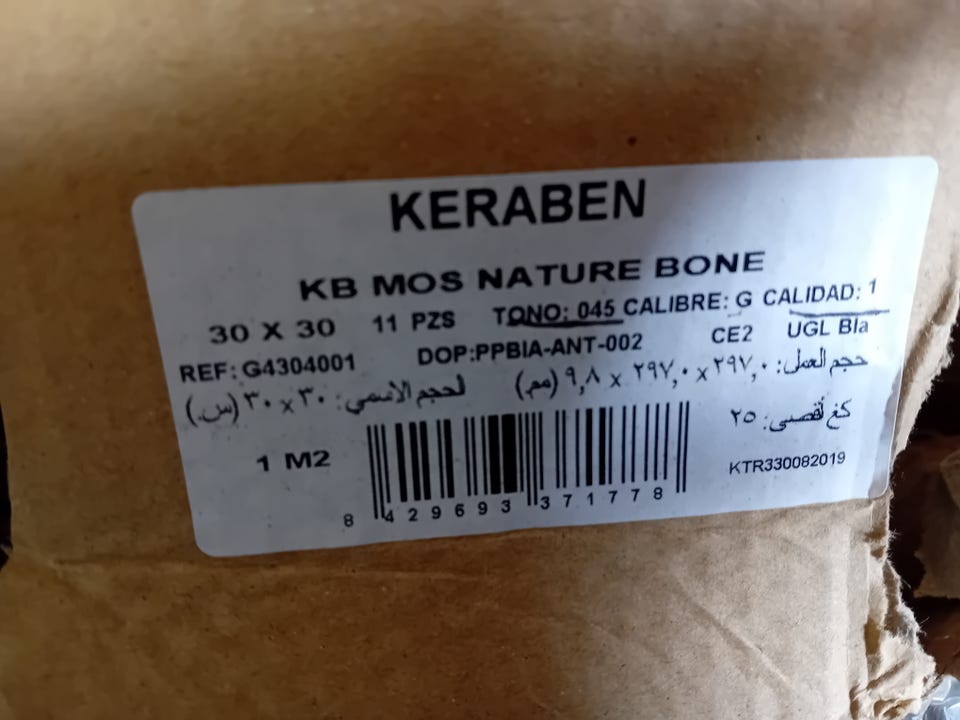 KERABEN
KB MOS NATURE BONE
30 X 30 11 PZS TONO: 045 CALIBRE: G CALIDAD: 1
REF: G4304001 DOP:PPBIA-ANT-002 CE2 UGL BIa
لحجم الاسمي: ٣٠ x ٣٠ (س.) حجم العمل: ٢٩٧,٠ x ٢٩٧,٠ x ٩,٨ (مم)
كغ تقصبى: ٢٥
1 M2
KTR330082019
8 429693 371778